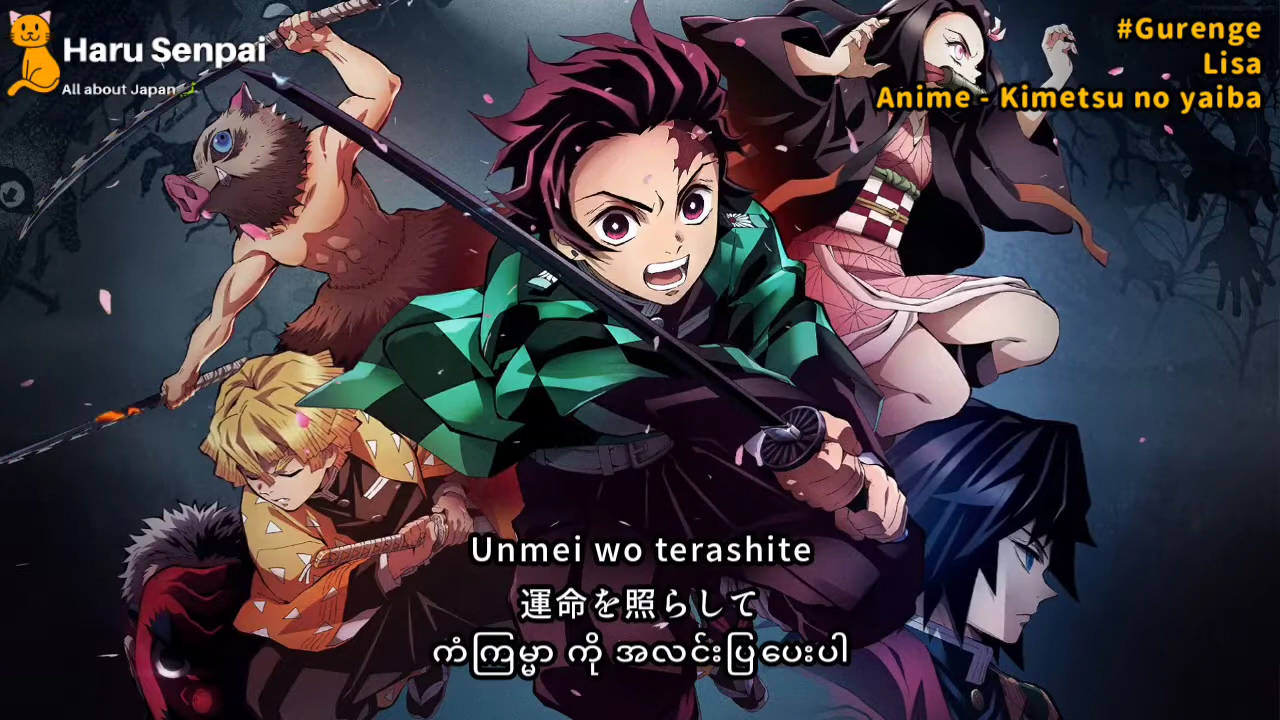 Haru Senpai
All about Japan
#Gurenge
Lisa
Anime - Kimetsu no yaiba
Unmei wo terashite
運命を照らして
ကံကြမ္မာ ကို အလင်းပြပေးပါ